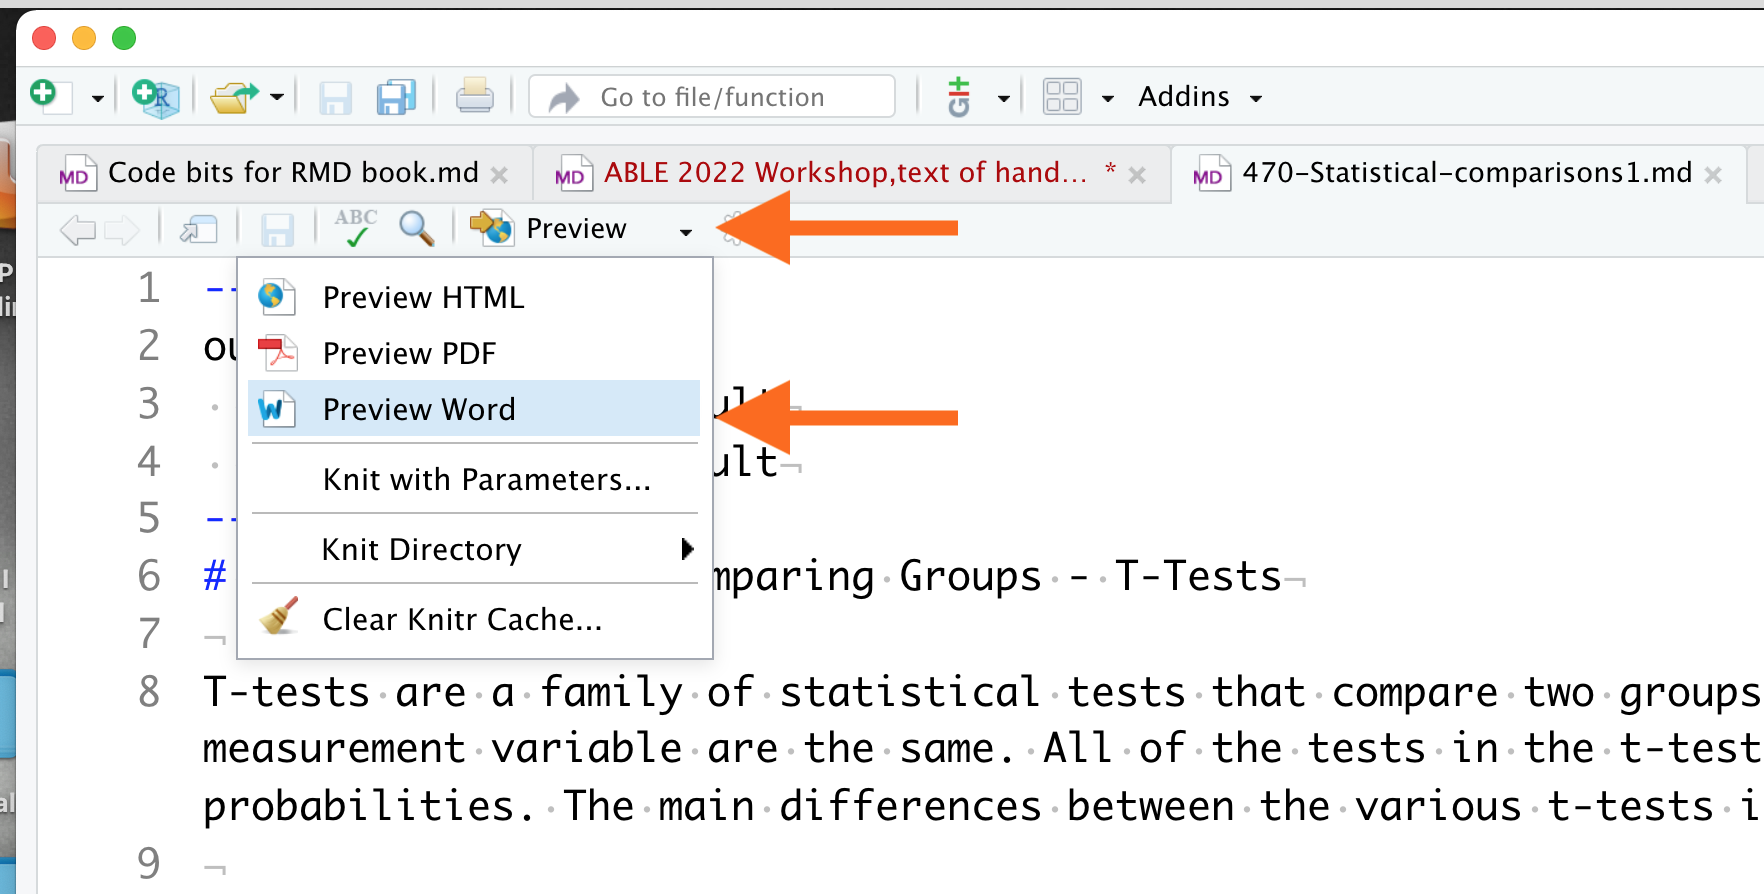 Go to file/function
Git
Addins
MD Code bits for RMD book.md
MD ABLE 2022 Workshop,text of hand... *
MD 470-Statistical-comparisons1.md
ABC
Preview
Preview HTML
Preview PDF
W Preview Word
Knit with Parameters...
Knit Directory
Clear Knitr Cache...
1 --
2 ou
3 ult
4 ult
5 --
6 # mparing Groups - T-Tests
7
8 T-tests are a family of statistical tests that compare two groups
measurement variable are the same. All of the tests in the t-test
probabilities. The main differences between the various t-tests i
9